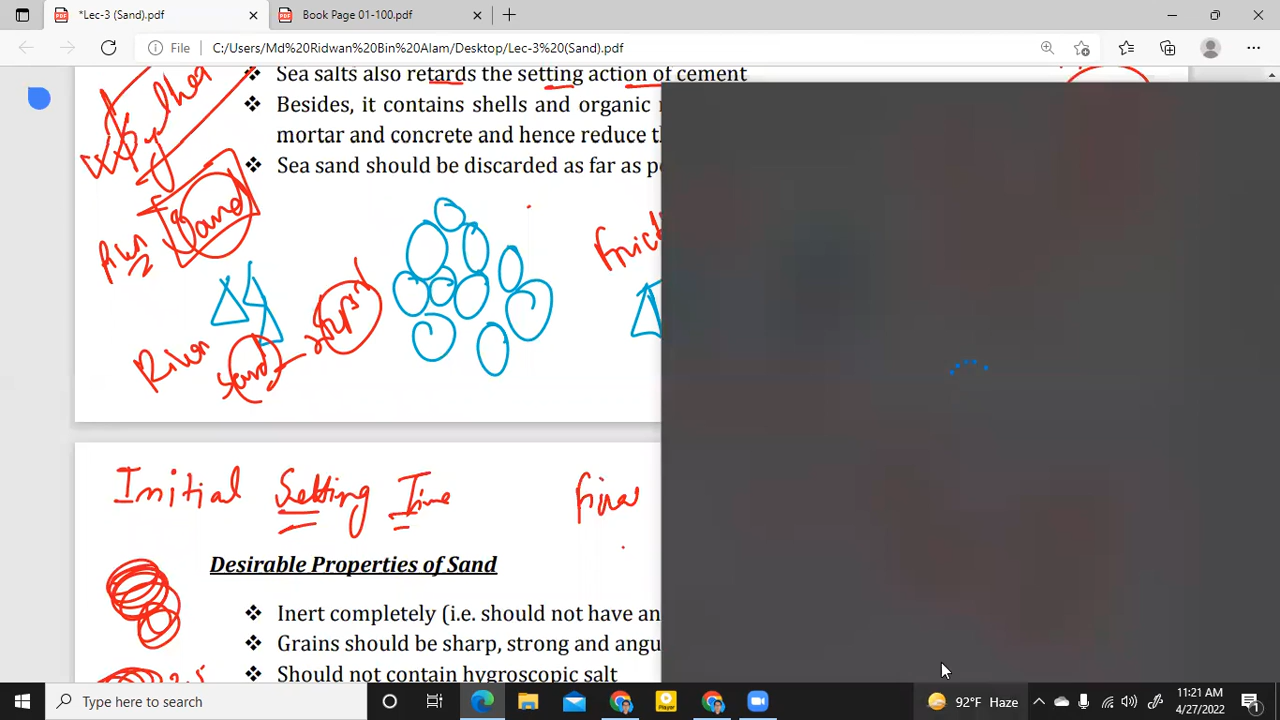 *Lec-3 (Sand).pdf
Book Page 01-100.pdf
File
C:/Users/Md%20Ridwan%20Bin%20Alam/Desktop/Lec-3%20(Sand).pdf
Sea salts also retards the setting action of cement
Besides, it contains shells and organic
mortar and concrete and hence reduce
Sea sand should be discarded as far as
Sand
River
Sand
Initial Setting Time
Desirable Properties of Sand
Inert completely (i.e. should not have
Grains should be sharp, strong and
Should not contain hygroscopic salt
Type here to search
Player
92°F Haze
11:21 AM
4/27/2022
1